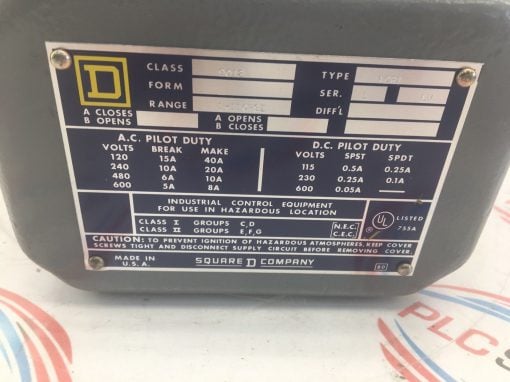 D
CLASS
TYPE
FORM
SER.
RANGE
DIFF'L
A CLOSES
B OPENS
A OPENS
B CLOSES
A.C. PILOT DUTY
VOLTS BREAK MAKE
120 15A 40A
240 10A 20A
480 6A 10A
600 5A 8A
D.C. PILOT DUTY
VOLTS SPST SPDT
115 0.5A 0.25A
230 0.25A 0.1A
600 0.05A
INDUSTRIAL CONTROL EQUIPMENT
FOR USE IN HAZARDOUS LOCATION
CLASS I GROUPS C,D
CLASS II GROUPS E,F,G
N.E.C.
C.E.C.
UL LISTED
755A
CAUTION: TO PREVENT IGNITION OF HAZARDOUS ATMOSPHERES, KEEP COVER
SCREWS TIGHT AND DISCONNECT SUPPLY CIRCUIT BEFORE REMOVING COVER.
MADE IN
U.S.A.
SQUARE D COMPANY
PLC S